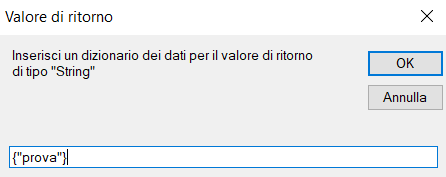 Valore di ritorno
Inserisci un dizionario dei dati per il valore di ritorno
di tipo "String"
OK
Annulla
{"prova"}